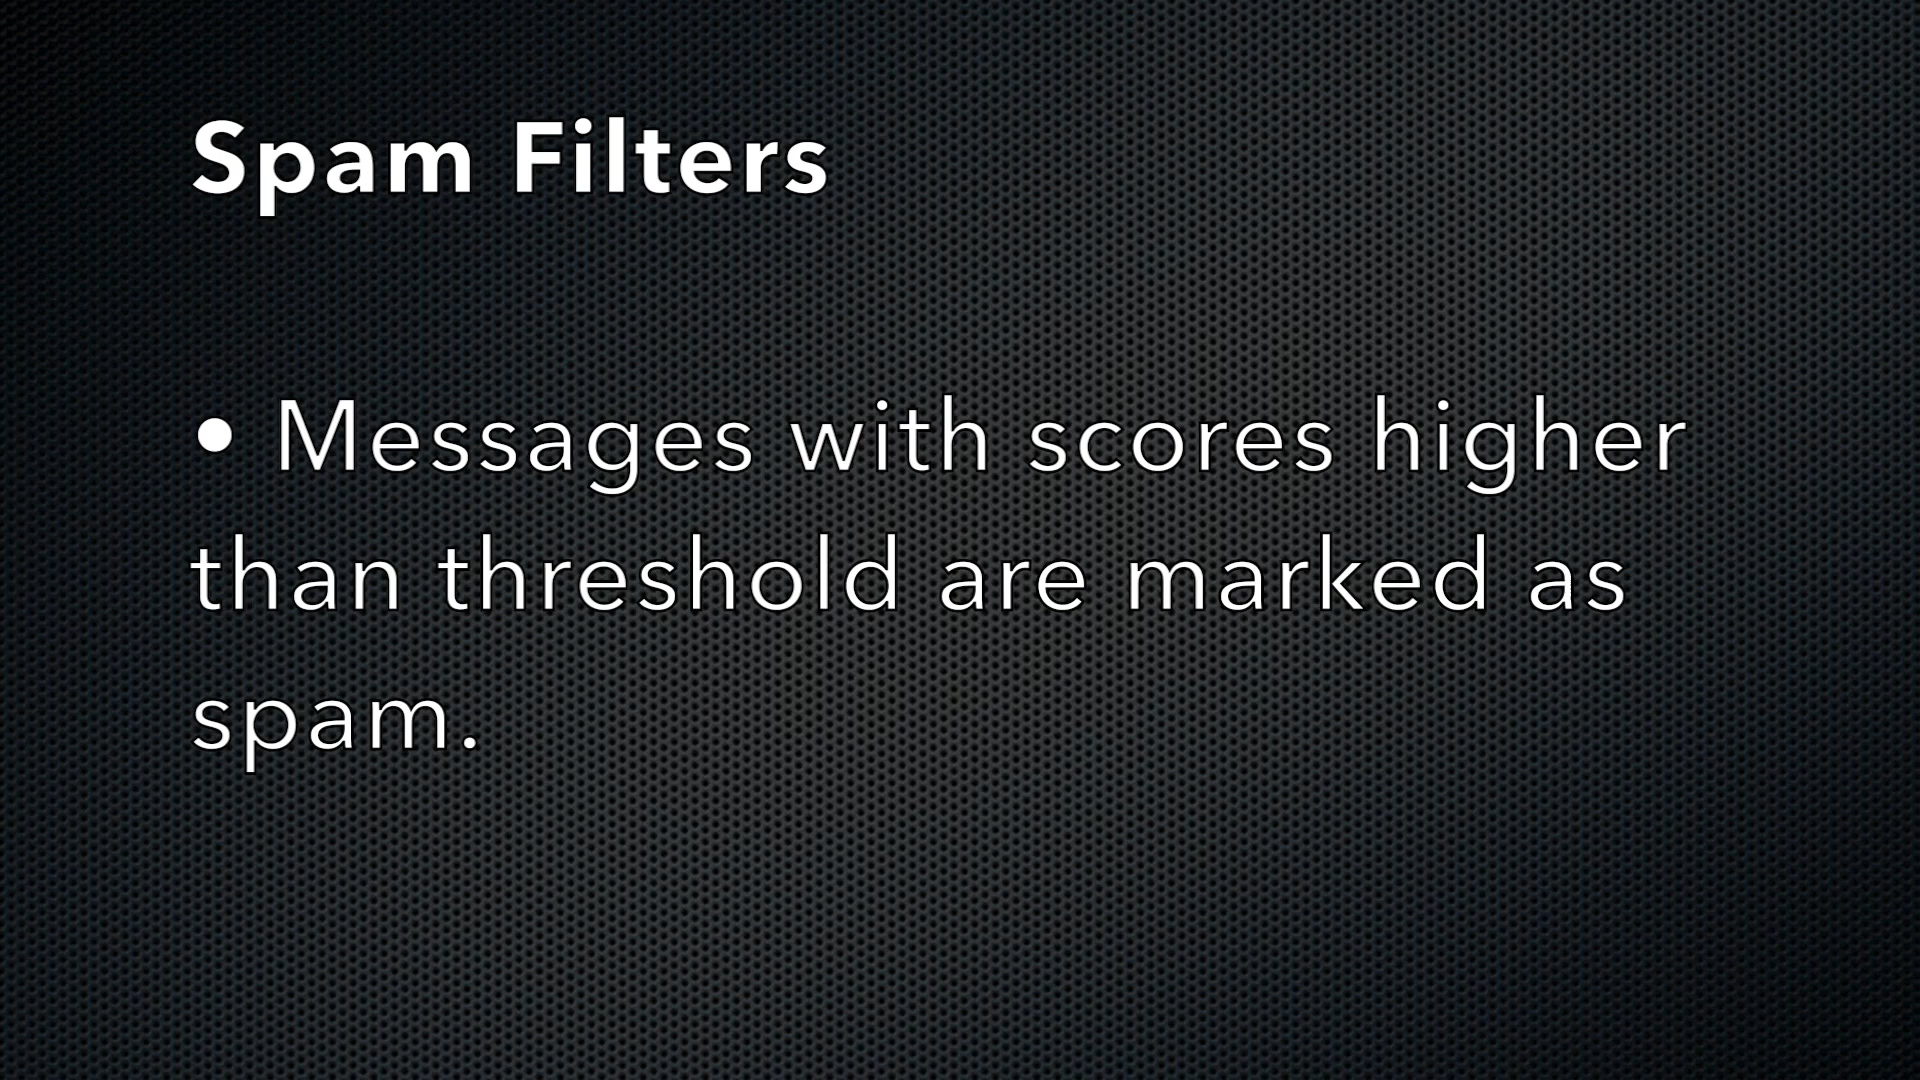 Spam Filters
• Messages with scores higher
than threshold are marked as
spam.